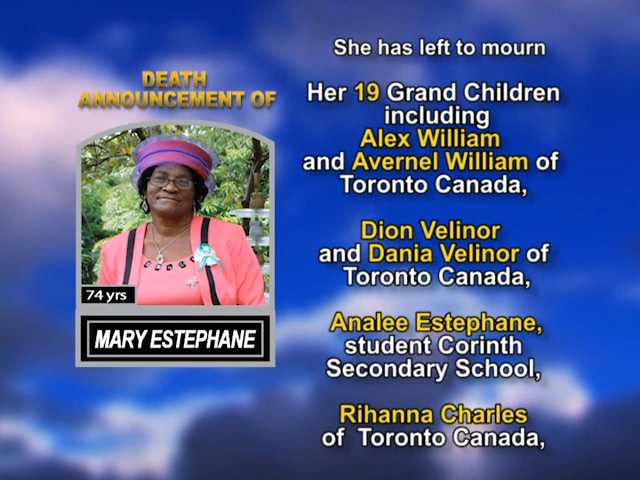 DEATH
ANNOUNCEMENT OF
74 yrs
MARY ESTEPHANE
She has left to mourn
Her 19 Grand Children
including
Alex William
and Avernel William of
Toronto Canada,
Dion Velinor
and Dania Velinor of
Toronto Canada,
Analee Estephane,
student Corinth
Secondary School,
Rihanna Charles
of Toronto Canada,